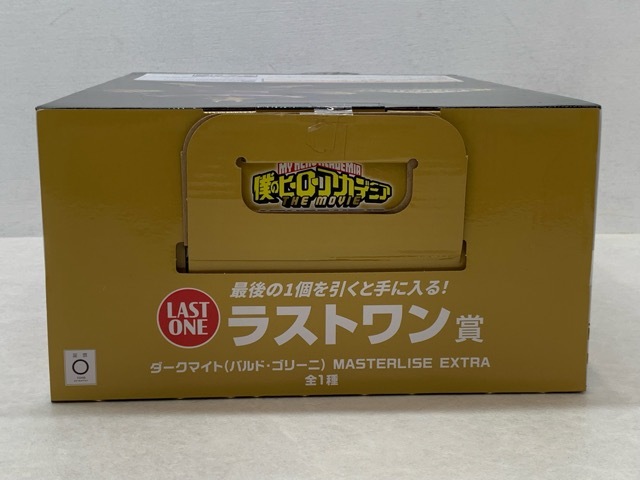 MY HERO ACADEMIA
僕のヒーローアカデミア
THE MOVIE
最後の1個を引くと手に入る!
LAST
ONE
ラストワン賞
ダークマイト(バルド・ゴリーニ) MASTERLISE EXTRA
全1種